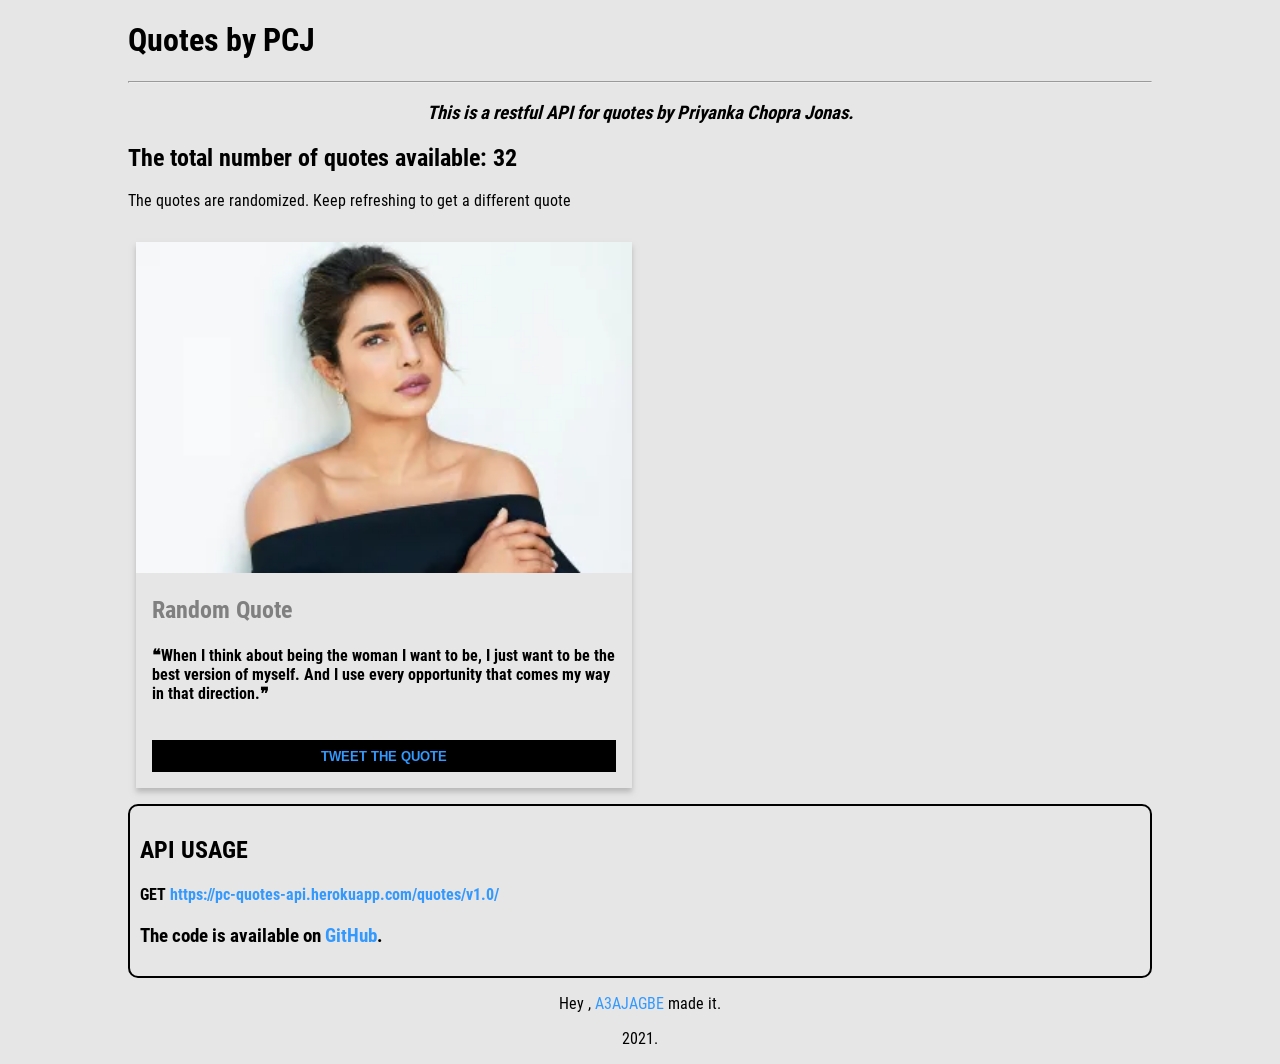 Quotes by PCJ
This is a restful API for quotes by Priyanka Chopra Jonas.
The total number of quotes available: 32
The quotes are randomized. Keep refreshing to get a different quote
Random Quote
❝When I think about being the woman I want to be, I just want to be the
best version of myself. And I use every opportunity that comes my way
in that direction.❞
TWEET THE QUOTE
API USAGE
GET https://pc-quotes-api.herokuapp.com/quotes/v1.0/
The code is available on GitHub.
Hey , A3AJAGBE made it.
2021.